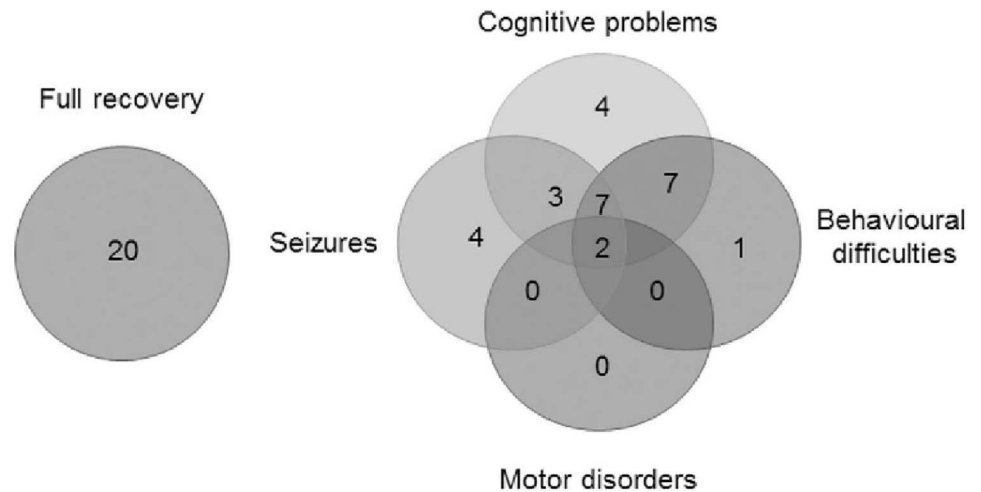 Cognitive problems
Full recovery
4
3
7
7
20
Seizures
4
2
1
Behavioural
difficulties
0
0
0
Motor disorders